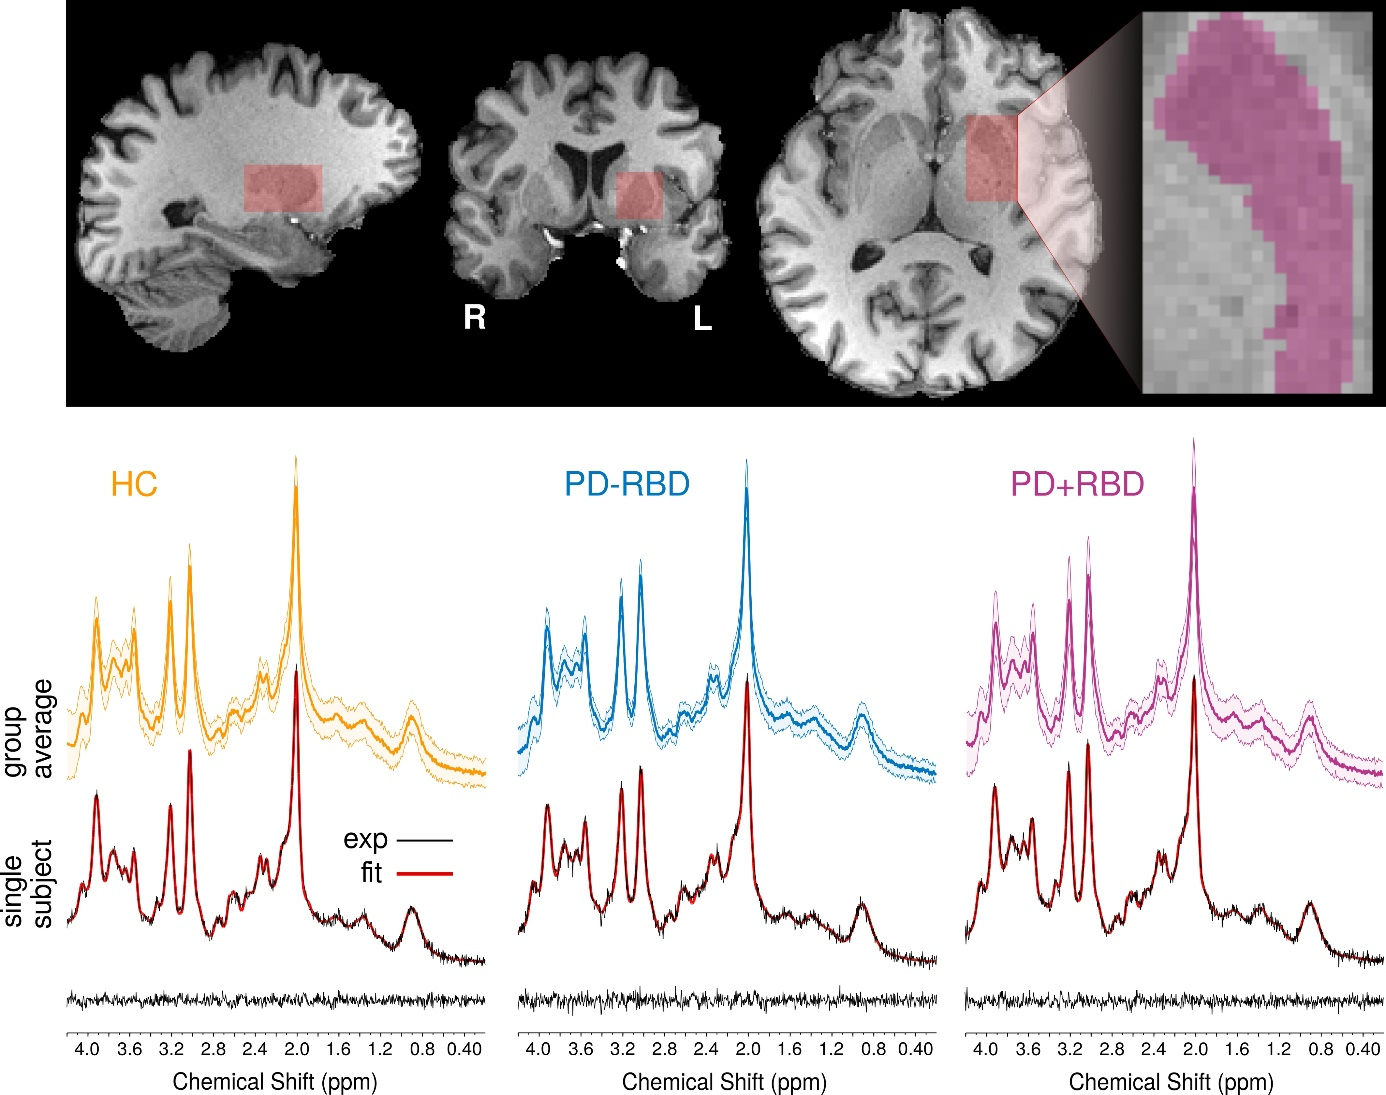 R
L
HC
PD-RBD
PD+RBD
group
average
single
subject
exp
fit
4.0 3.6 3.2 2.8 2.4 2.0 1.6 1.2 0.8 0.40
4.0 3.6 3.2 2.8 2.4 2.0 1.6 1.2 0.8 0.40
4.0 3.6 3.2 2.8 2.4 2.0 1.6 1.2 0.8 0.40
Chemical Shift (ppm)
Chemical Shift (ppm)
Chemical Shift (ppm)